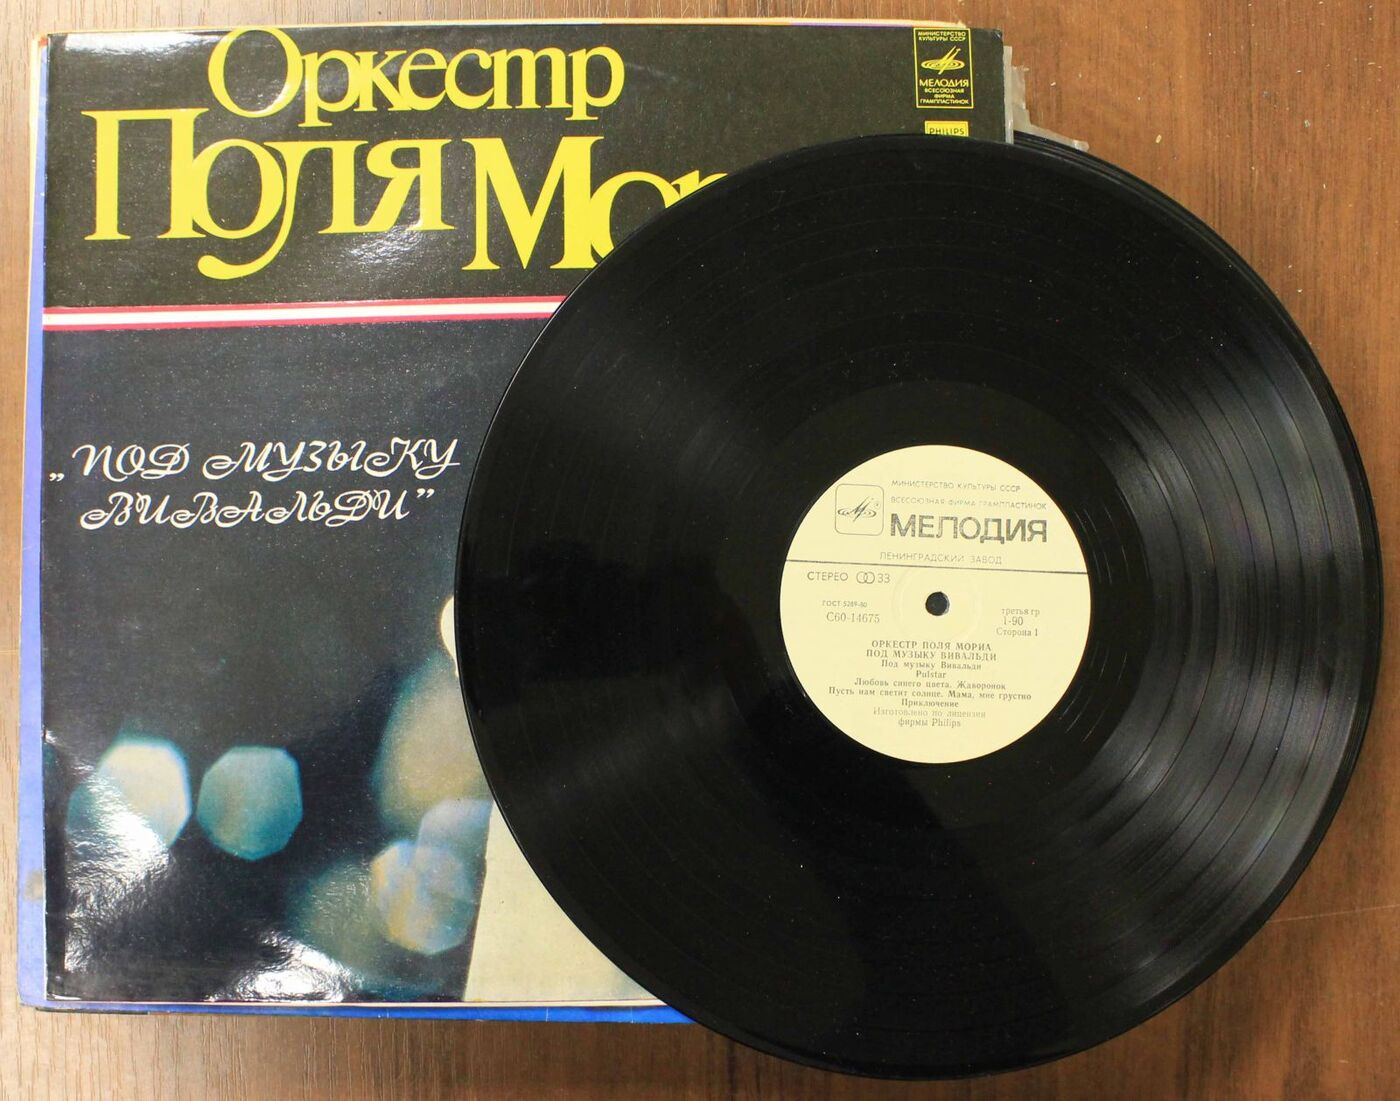 Оркестр
Поля Мор
„под музыку
Вивальди”
МИНИСТЕРСТВО
КУЛЬТУРЫ СССР
МЕЛОДИЯ
ВСЕСОЮЗНАЯ
ФИРМА
ГРАМПЛАСТИНОК
PHILIPS
МИНИСТЕРСТВО КУЛЬТУРЫ СССР
ВСЕСОЮЗНАЯ ФИРМА ГРАМПЛАСТИНОК
МЕЛОДИЯ
ЛЕНИНГРАДСКИЙ ЗАВОД
СТЕРЕО 33
ГОСТ 5289-80
С60-14675
третья гр
1-90
Сторона 1
ОРКЕСТР ПОЛЯ МОРИА
ПОД МУЗЫКУ ВИВАЛЬДИ
Под музыку Вивальди
Pulstar
Любовь синего цвета. Жаворонок
Пусть нам светит солнце. Мама, мне грустно
Приключение
Изготовлено по лицензии
фирмы Philips